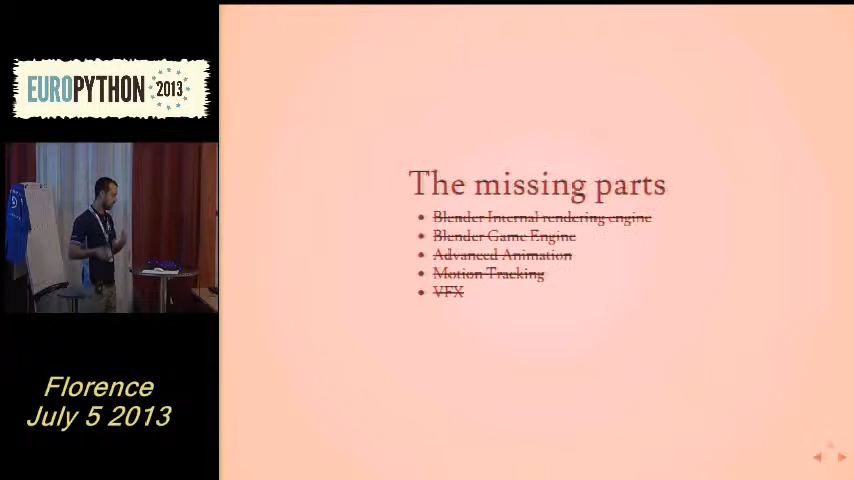 EUROPYTHON 2013
Florence
July 5 2013
The missing parts
Blender Internal rendering engine
Blender Game Engine
Advanced Animation
Motion Tracking
VFX